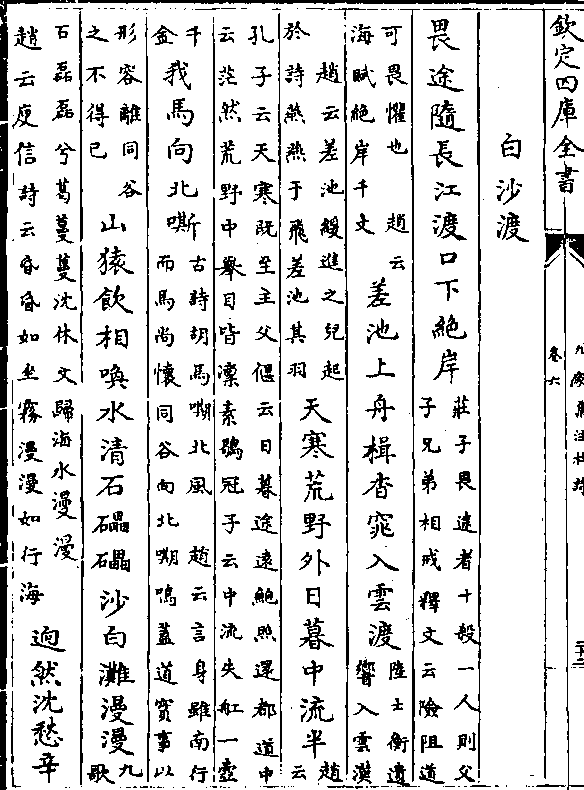 欽定四庫全書
卷六
白沙渡
畏途隨長江渡口下絕岸
莊子畏途者十殺一人則父
子兄弟相戒釋文云險阻道
可畏懼也 趙云
海賦絕岸千丈
差池上舟楫杳窕入雲漢
陸士衡遺
響入雲漢
趙云差池緩進之皃起
於詩燕燕于飛差池其羽
天寒荒野外日暮中流半
趙
云
孔子云天寒既至主父偃云日暮途遠鮑照還都道中
云茫然荒野中舉目皆凛素鶡冠子云中流失舡一壺
千
金
我馬向北嘶
古詩胡馬嘶北風 趙云言身雖南行
而馬尚懷同谷向北嘶鳴蓋道實事以
形容離同谷
之不得已
山猿飲相喚水清石礧礧沙白灘漫漫
九
歌
石磊磊兮葛蔓蔓沈休文歸海水漫漫
趙云庾信詩云昏昏如坐霧漫漫如行海
迥然洗愁辛